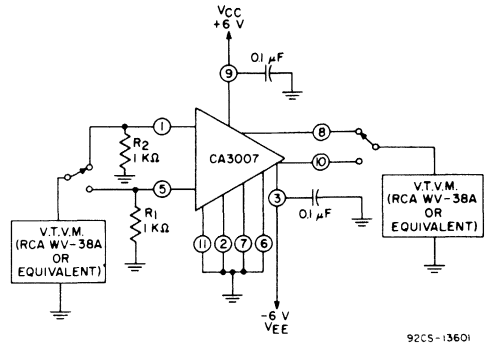 VCC
+6 V
0.1 µF
9
1
8
R2
1 KΩ
CA3007
10
5
3
V.T.V.M.
(RCA WV-38A
OR
EQUIVALENT)
R1
1 KΩ
0.1 µF
V.T.V.M.
(RCA WV-38A
OR
EQUIVALENT)
11
2
7
6
-6 V
VEE
92CS-13601